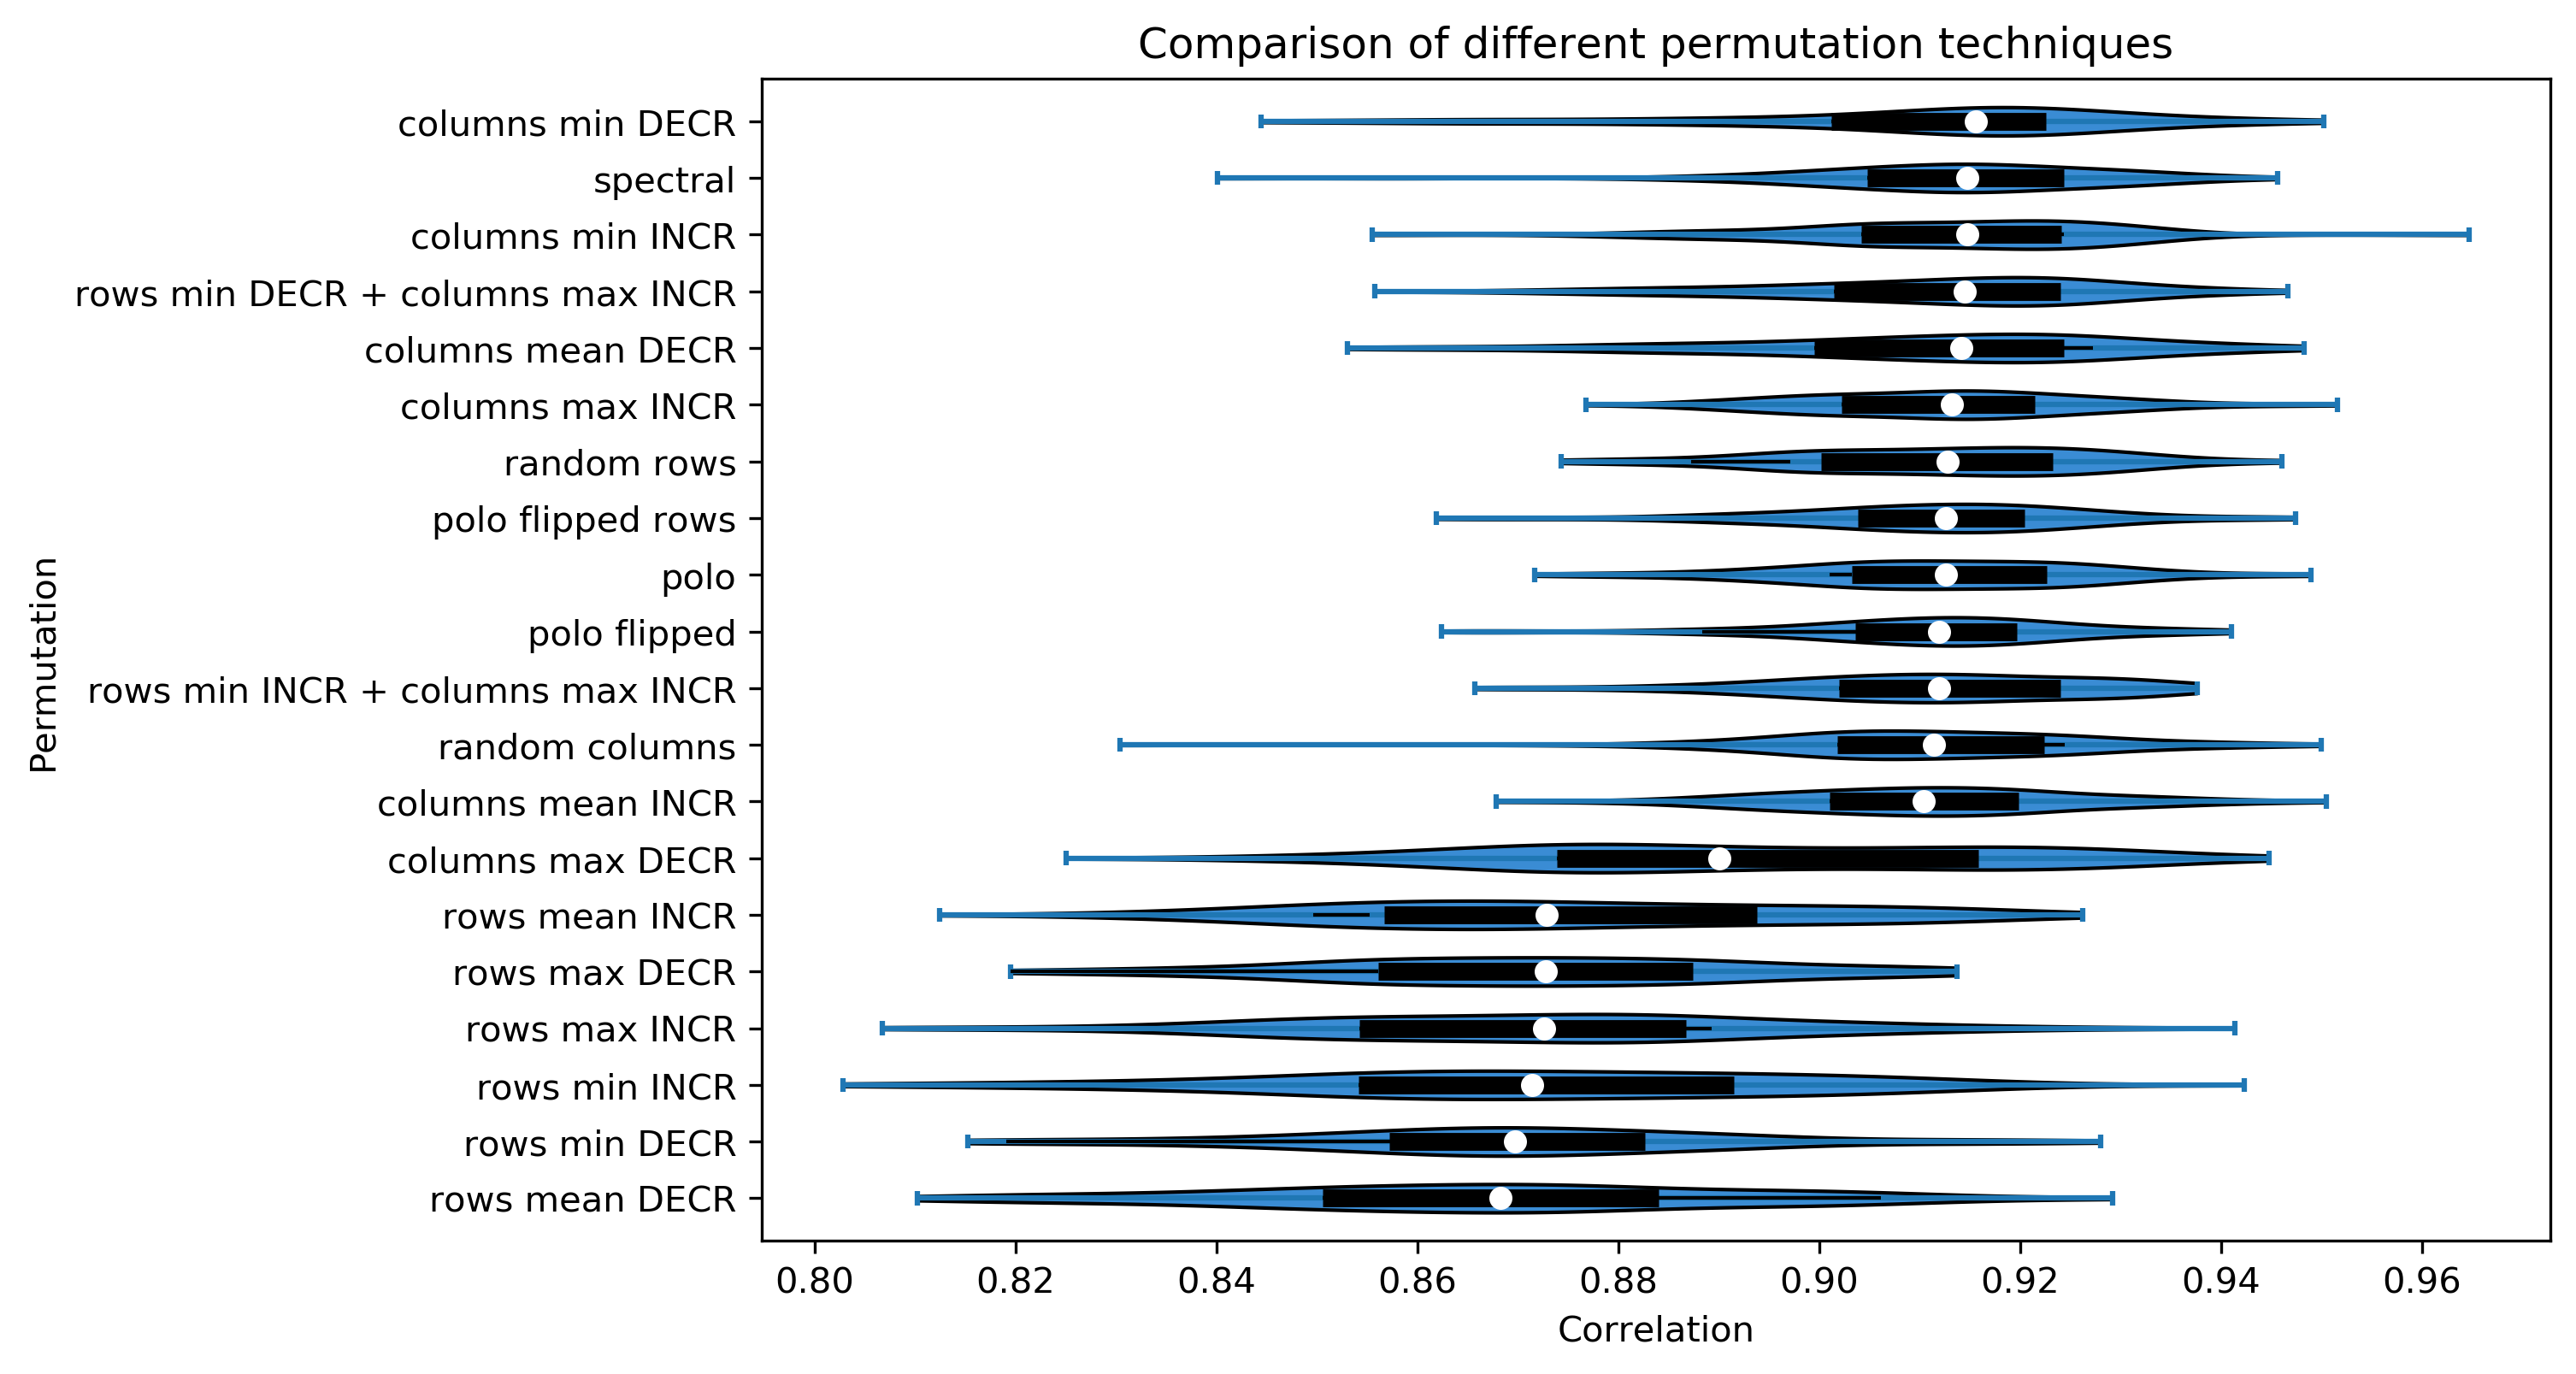 Comparison of different permutation techniques
Permutation
columns min DECR
spectral
columns min INCR
rows min DECR + columns max INCR
columns mean DECR
columns max INCR
random rows
polo flipped rows
polo
polo flipped
rows min INCR + columns max INCR
random columns
columns mean INCR
columns max DECR
rows mean INCR
rows max DECR
rows max INCR
rows min INCR
rows min DECR
rows mean DECR
0.80 0.82 0.84 0.86 0.88 0.90 0.92 0.94 0.96
Correlation